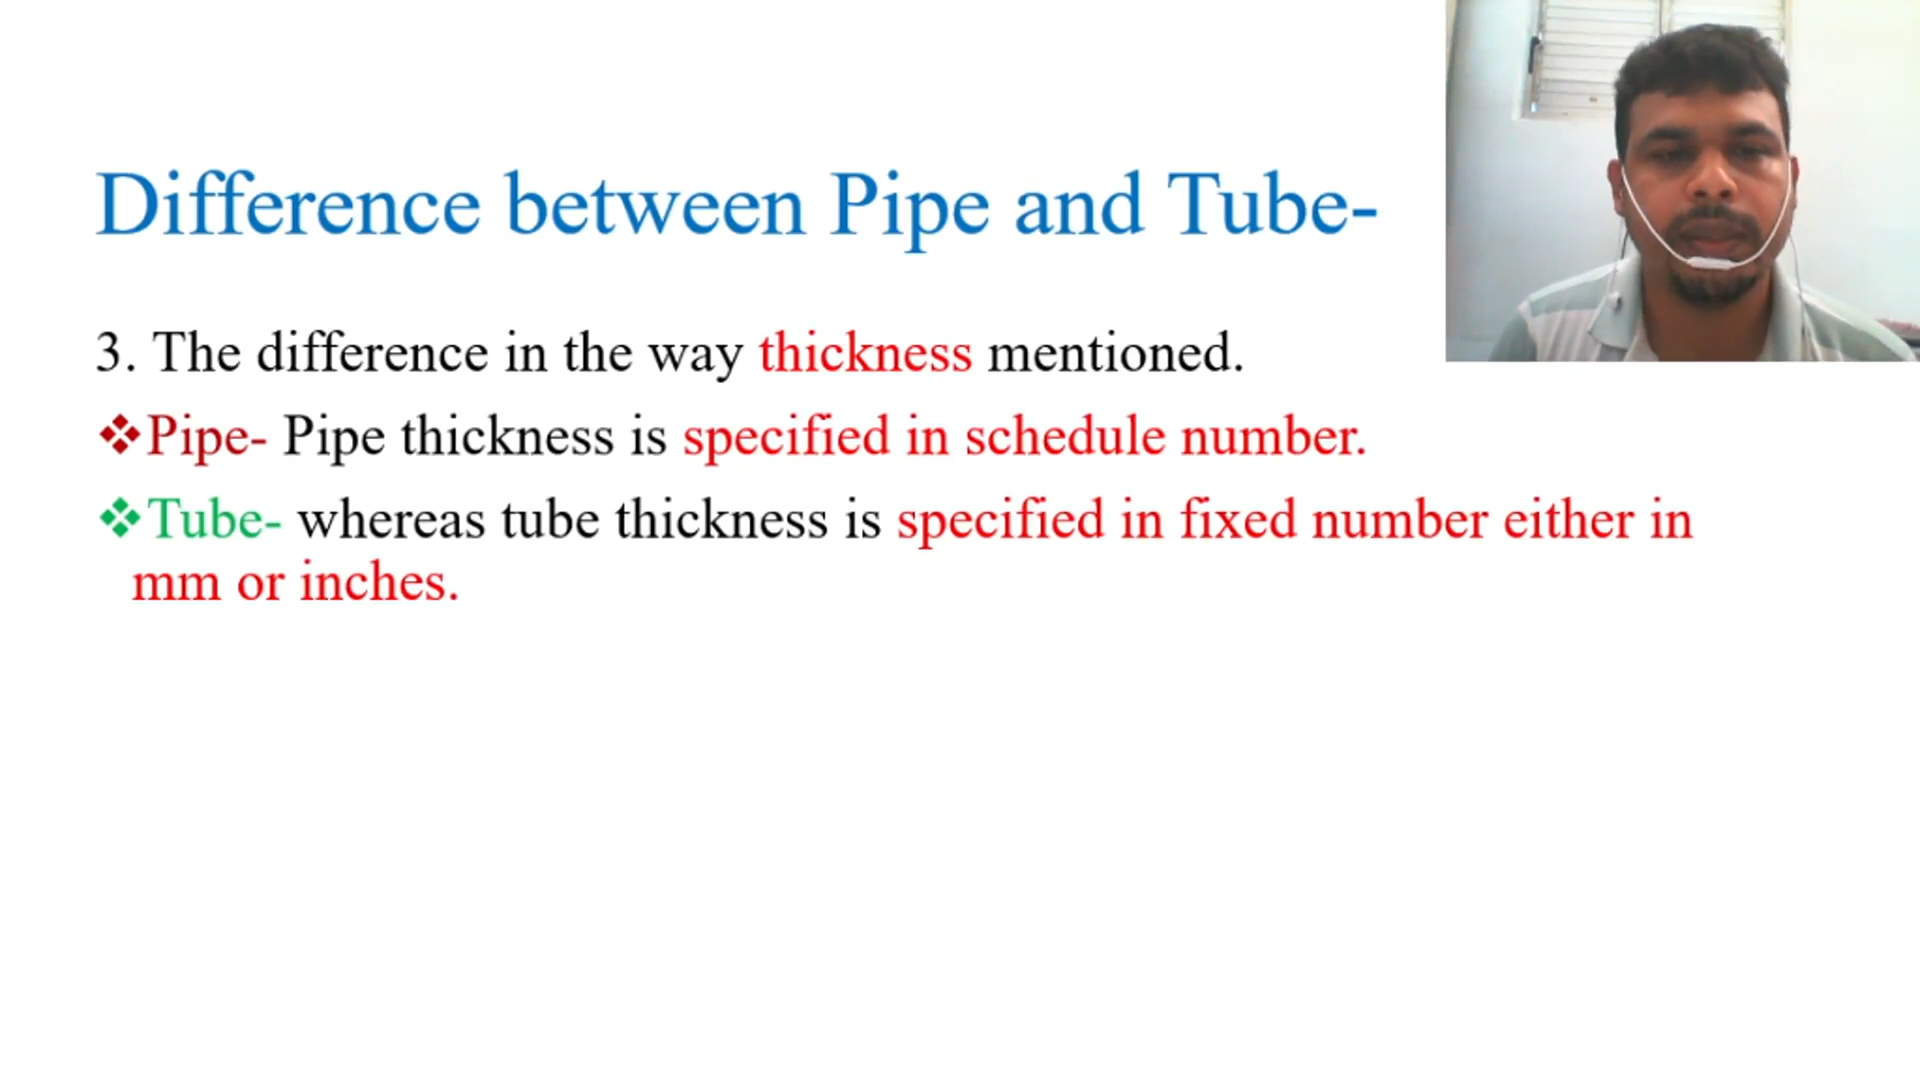 Difference between Pipe and Tube-
3. The difference in the way thickness mentioned.
❖Pipe- Pipe thickness is specified in schedule number.
❖Tube- whereas tube thickness is specified in fixed number either in
mm or inches.